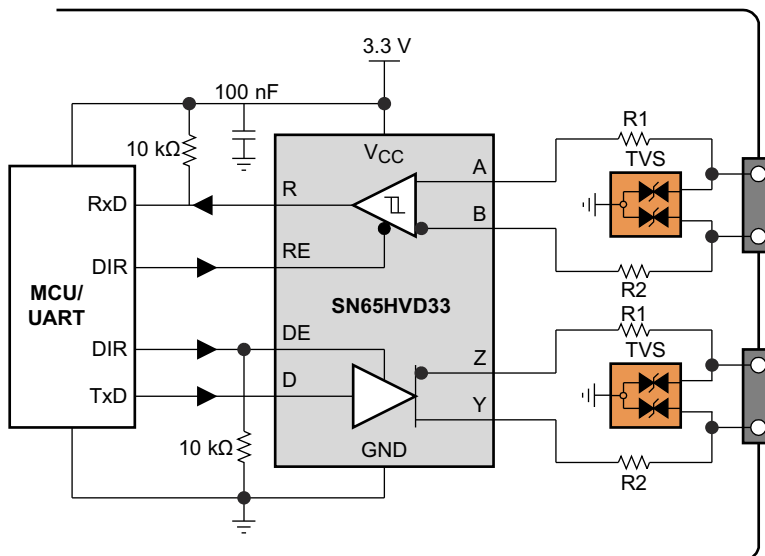 3.3 V
100 nF
R1
10 kΩ
V_CC
A
TVS
RxD
R
B
DIR
RE
R2
MCU/
UART
SN65HVD33
R1
DIR
DE
Z
TVS
TxD
D
Y
10 kΩ
GND
R2